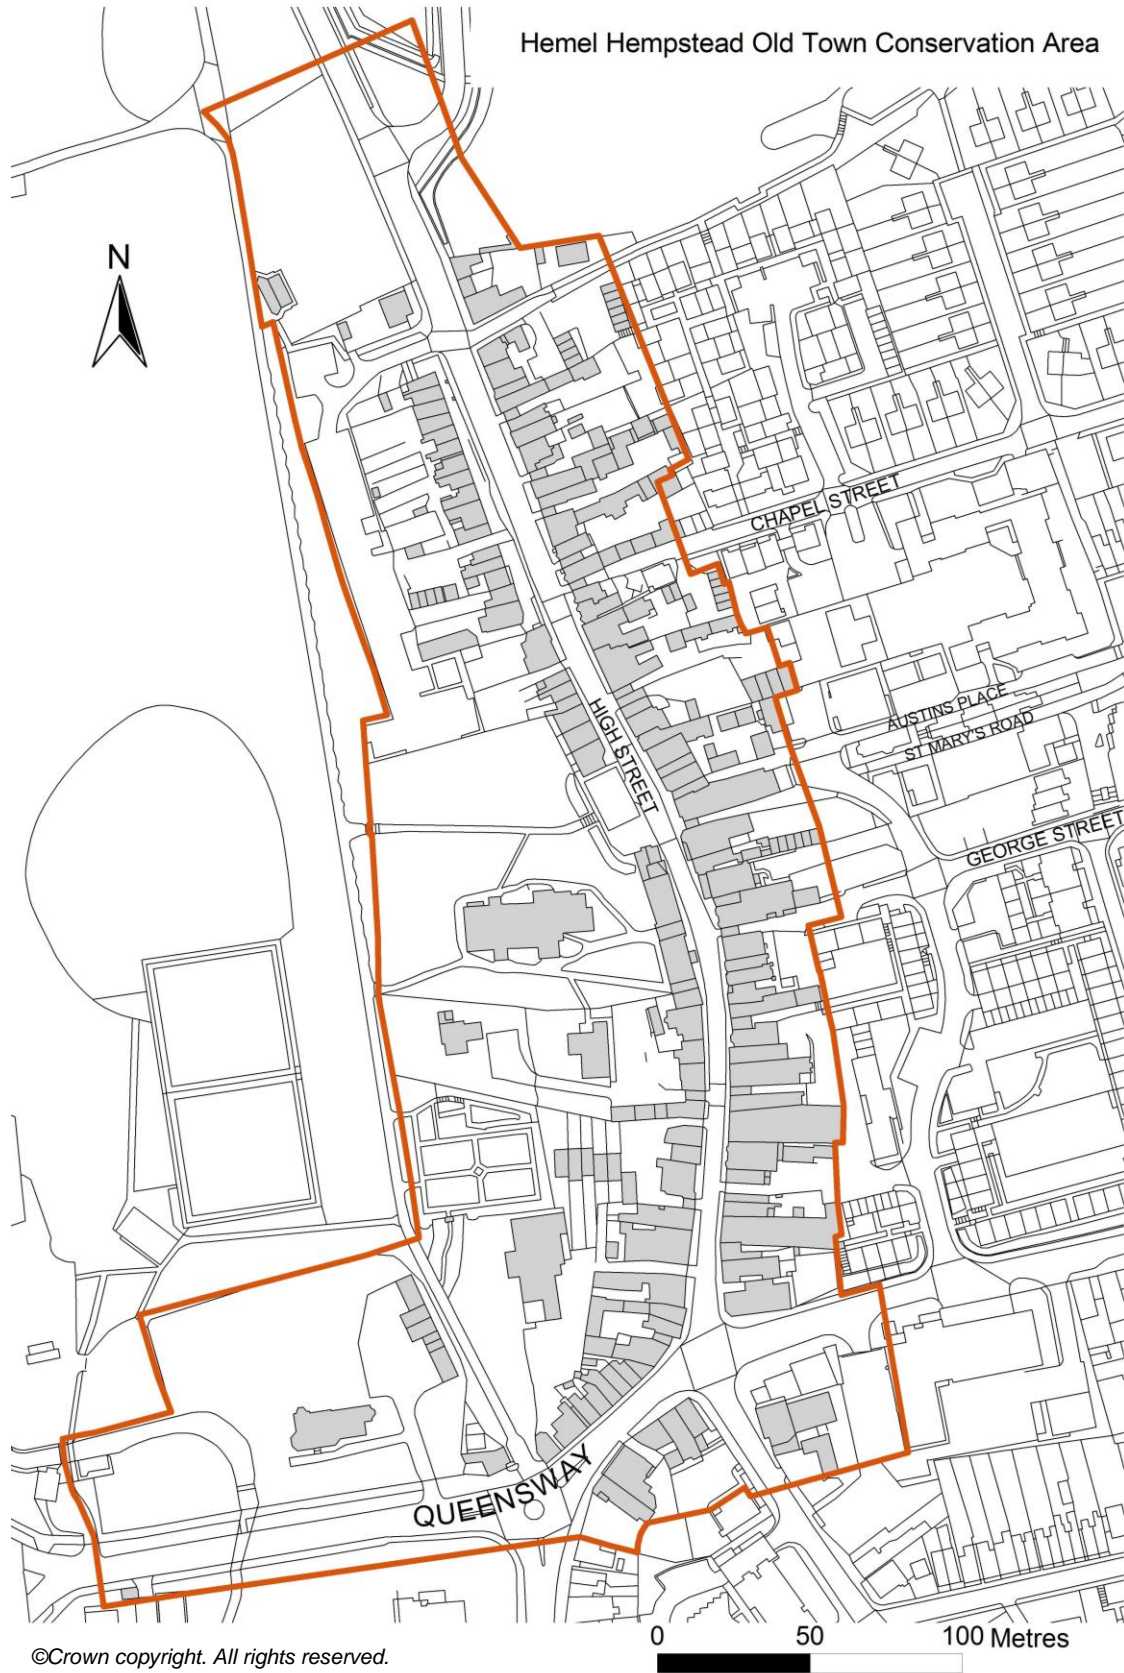 Hemel Hempstead Old Town Conservation Area
N
CHAPEL STREET
HIGH STREET
AUSTINS PLACE
ST MARY'S ROAD
GEORGE STREET
QUEENSWAY
0 50 100 Metres
©Crown copyright. All rights reserved.